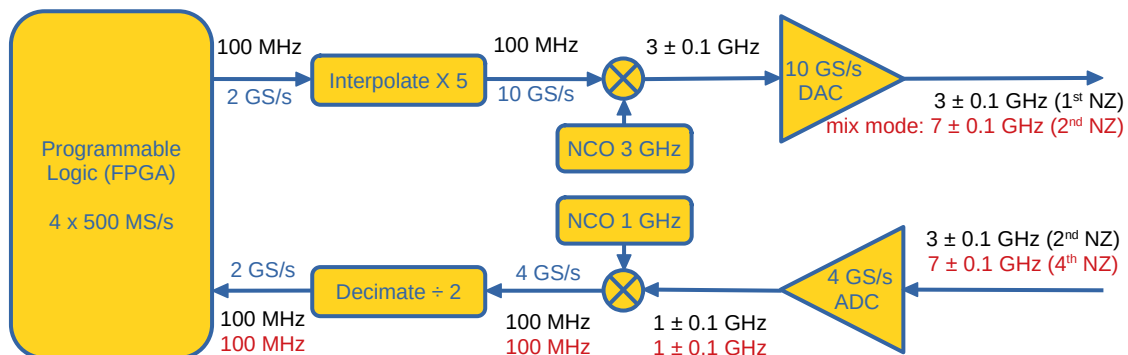 Programmable
Logic (FPGA)
4 x 500 MS/s
100 MHz
2 GS/s
Interpolate X 5
100 MHz
10 GS/s
3 ± 0.1 GHz
NCO 3 GHz
10 GS/s
DAC
3 ± 0.1 GHz (1st NZ)
mix mode: 7 ± 0.1 GHz (2nd NZ)
NCO 1 GHz
3 ± 0.1 GHz (2nd NZ)
7 ± 0.1 GHz (4th NZ)
4 GS/s
ADC
1 ± 0.1 GHz
1 ± 0.1 GHz
4 GS/s
100 MHz
100 MHz
Decimate ÷ 2
2 GS/s
100 MHz
100 MHz